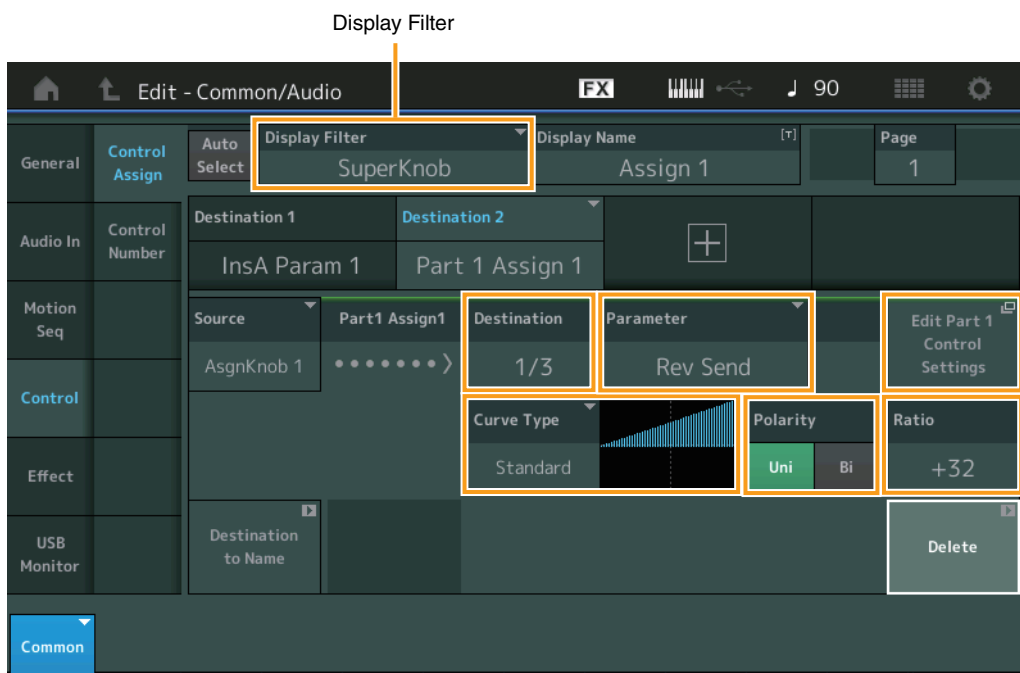 Display Filter
Edit - Common/Audio
FX
90
General
Control
Assign
Auto
Select
Display Filter
SuperKnob
Display Name
[T]
Assign 1
Page
1
Audio In
Control
Number
Destination 1
InsA Param 1
Destination 2
Part 1 Assign 1
Motion
Seq
Source
AsgnKnob 1
Part1 Assign1
Destination
1/3
Parameter
Rev Send
Edit Part 1
Control
Settings
Control
Curve Type
Standard
Polarity
Uni
Bi
Ratio
+32
Effect
USB
Monitor
Destination
to Name
Delete
Common